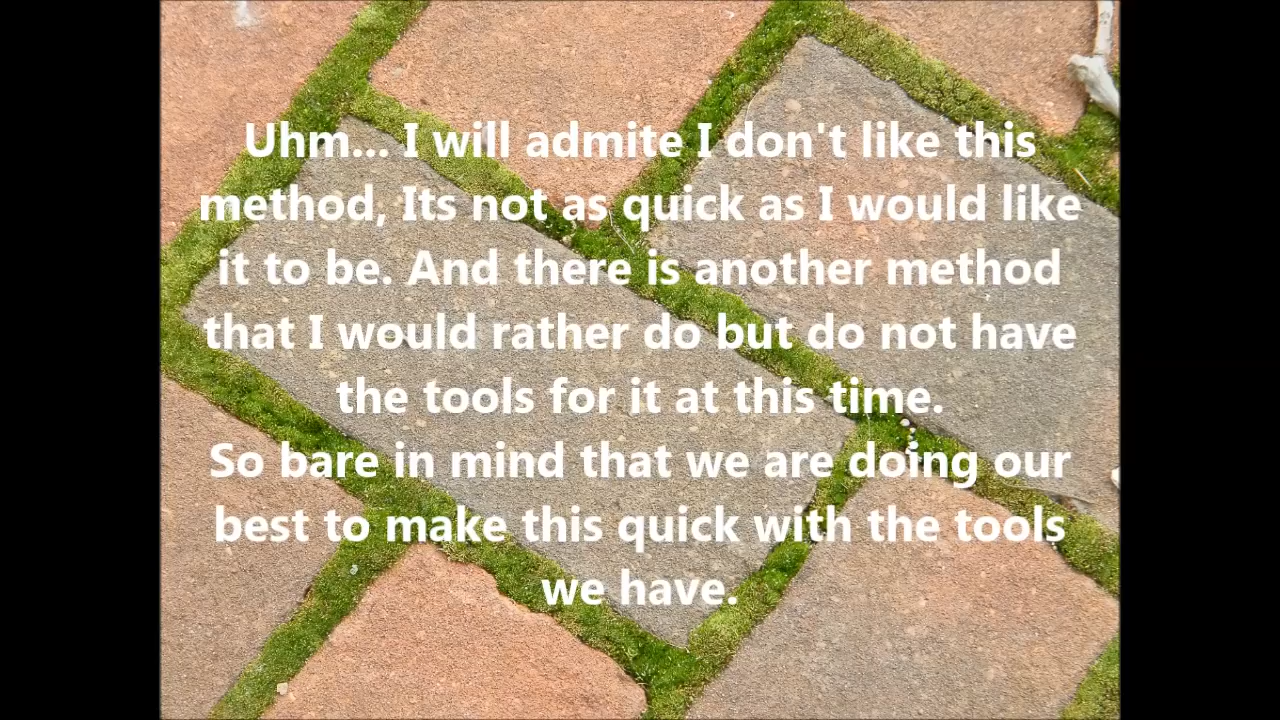 Uhm... I will admite I don't like this
method, Its not as quick as I would like
it to be. And there is another method
that I would rather do but do not have
the tools for it at this time.
So bare in mind that we are doing our
best to make this quick with the tools
we have.